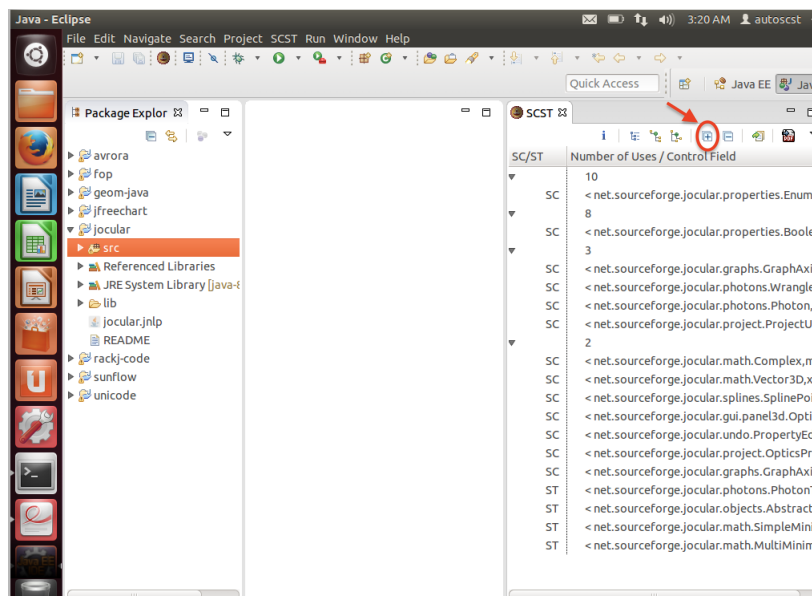 Java - Eclipse
3:20 AM autoscst
File Edit Navigate Search Project SCST Run Window Help
Quick Access
Java EE Jav
Package Explor
SCST
SC/ST Number of Uses / Control Field
avrora
fop
geom-java
jfreechart
jocular
src
Referenced Libraries
JRE System Library [java-8
lib
jocular.jnlp
README
rackj-code
sunflow
unicode
10
SC < net.sourceforge.jocular.properties.Enum
8
SC < net.sourceforge.jocular.properties.Boole
3
SC < net.sourceforge.jocular.graphs.GraphAxi
SC < net.sourceforge.jocular.photons.Wrangle
SC < net.sourceforge.jocular.photons.Photon,
SC < net.sourceforge.jocular.project.ProjectU
2
SC < net.sourceforge.jocular.math.Complex,m
SC < net.sourceforge.jocular.math.Vector3D,x
SC < net.sourceforge.jocular.splines.SplinePoi
SC < net.sourceforge.jocular.gui.panel3d.Opti
SC < net.sourceforge.jocular.undo.PropertyEd
SC < net.sourceforge.jocular.project.OpticsPr
SC < net.sourceforge.jocular.graphs.GraphAxi
ST < net.sourceforge.jocular.photons.PhotonT
ST < net.sourceforge.jocular.objects.Abstract
ST < net.sourceforge.jocular.math.SimpleMini
ST < net.sourceforge.jocular.math.MultiMinim